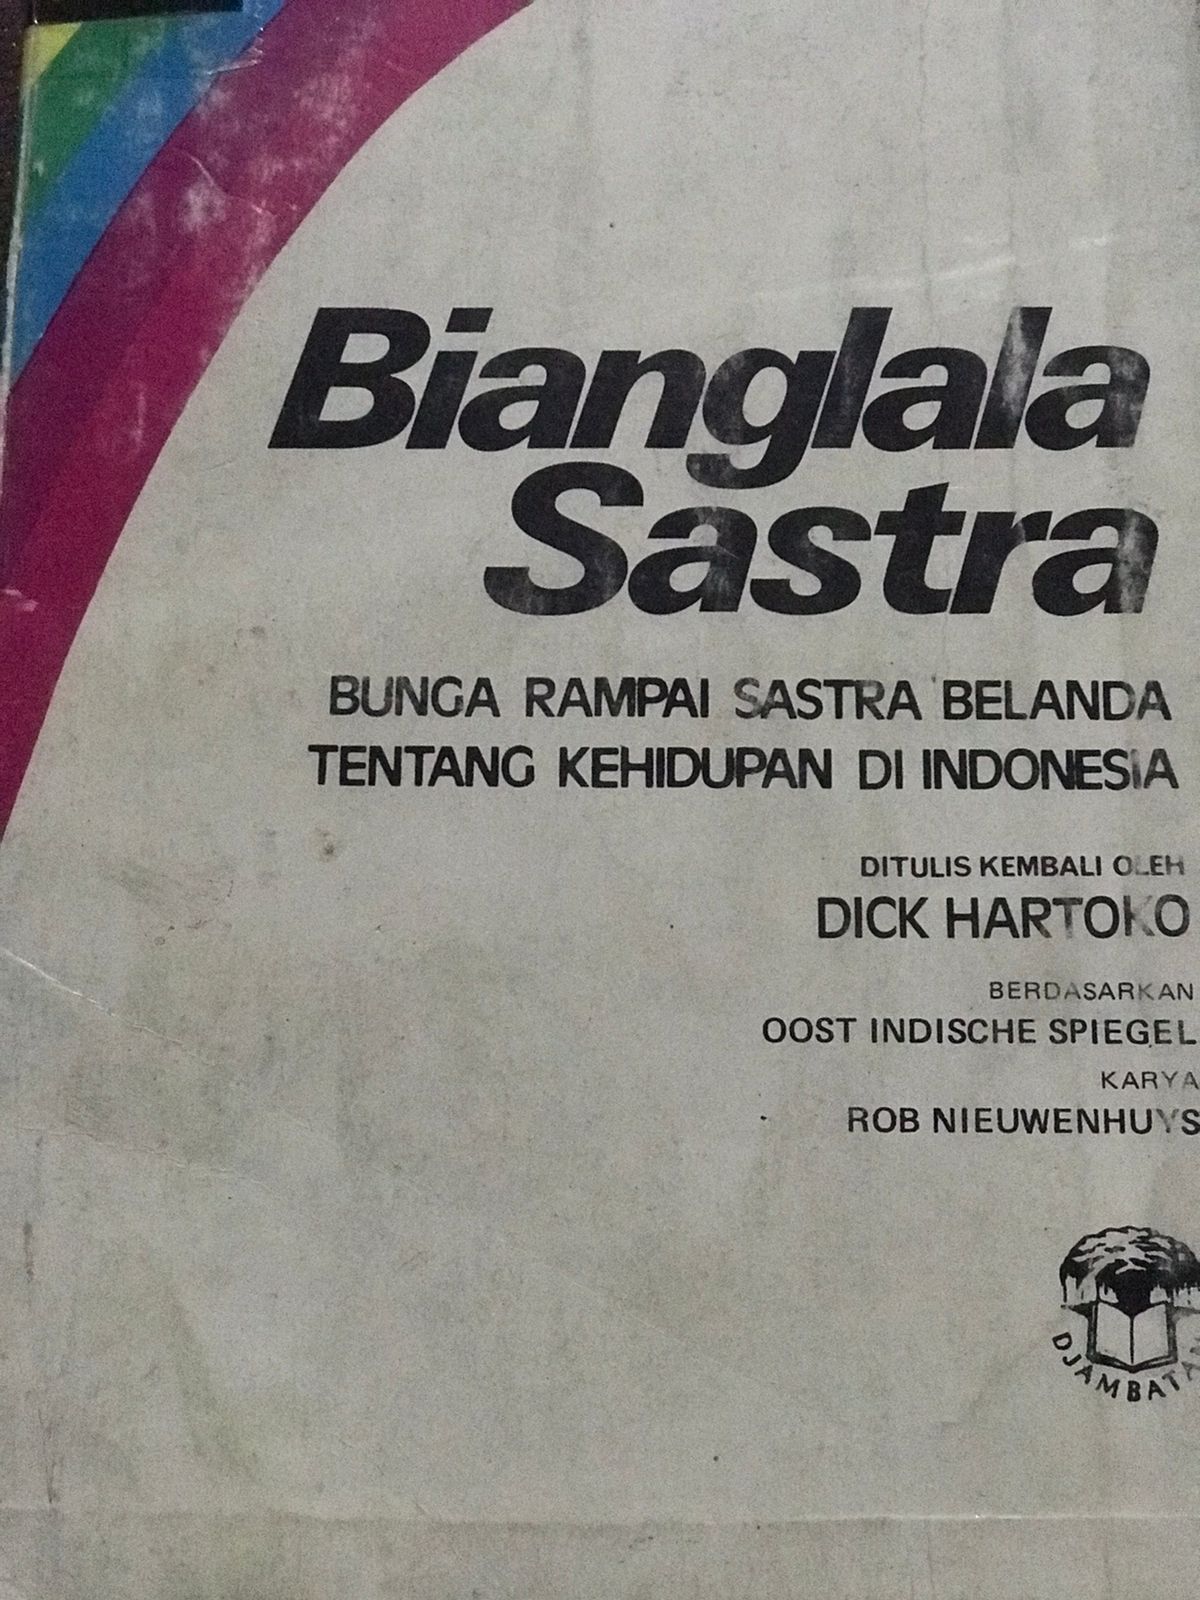 Bianglala
Sastra
BUNGA RAMPAI SASTRA BELANDA
TENTANG KEHIDUPAN DI INDONESIA
DITULIS KEMBALI OLEH
DICK HARTOKO
BERDASARKAN
OOST INDISCHE SPIEGEL
KARYA
ROB NIEUWENHUYS
DJAMBATAN